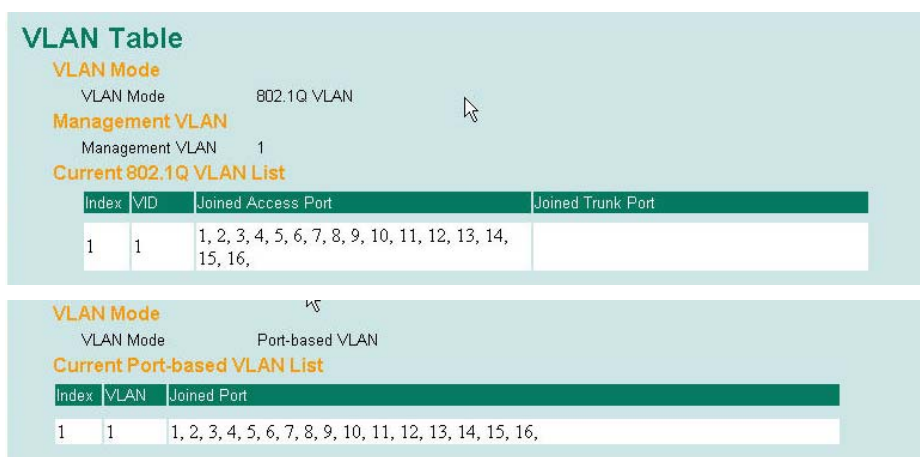 VLAN Table
VLAN Mode
VLAN Mode 802.1Q VLAN
Management VLAN
Management VLAN 1
Current 802.1Q VLAN List
Index VID Joined Access Port Joined Trunk Port
1 1 1, 2, 3, 4, 5, 6, 7, 8, 9, 10, 11, 12, 13, 14,
15, 16,
VLAN Mode
VLAN Mode Port-based VLAN
Current Port-based VLAN List
Index VLAN Joined Port
1 1 1, 2, 3, 4, 5, 6, 7, 8, 9, 10, 11, 12, 13, 14, 15, 16,